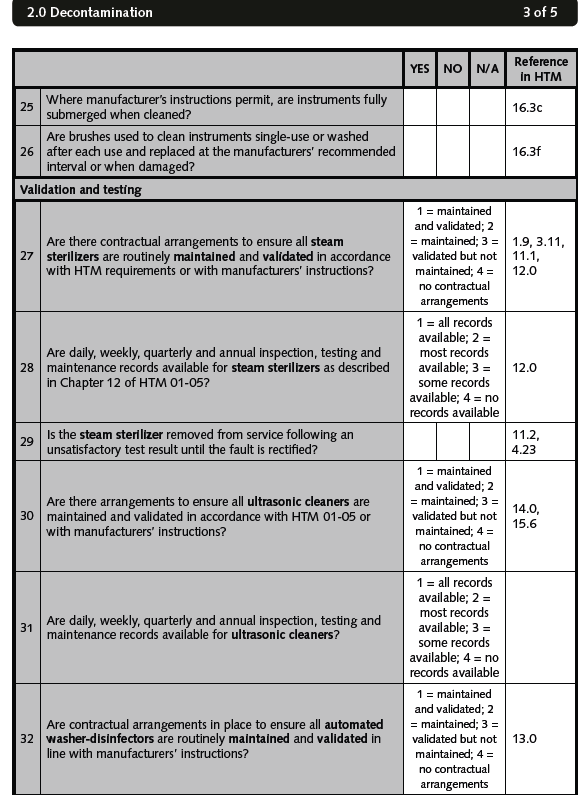 2.0 Decontamination
3 of 5
YES
NO
N/A
Reference
in HTM
25
Where manufacturer's instructions permit, are instruments fully
submerged when cleaned?
16.3c
26
Are brushes used to clean instruments single-use or washed
after each use and replaced at the manufacturers' recommended
interval or when damaged?
16.3f
Validation and testing
27
Are there contractual arrangements to ensure all steam
sterilizers are routinely maintained and validated in accordance
with HTM requirements or with manufacturers' instructions?
1 = maintained
and validated; 2
= maintained; 3 =
validated but not
maintained; 4 =
no contractual
arrangements
1.9, 3.11,
11.1,
12.0
28
Are daily, weekly, quarterly and annual inspection, testing and
maintenance records available for steam sterilizers as described
in Chapter 12 of HTM 01-05?
1 = all records
available; 2 =
most records
available; 3 =
some records
available; 4 = no
records available
12.0
29
Is the steam sterilizer removed from service following an
unsatisfactory test result until the fault is rectified?
11.2,
4.23
30
Are there arrangements to ensure all ultrasonic cleaners are
maintained and validated in accordance with HTM 01-05 or
with manufacturers' instructions?
1 = maintained
and validated; 2
= maintained; 3 =
validated but not
maintained; 4 =
no contractual
arrangements
14.0,
15.6
31
Are daily, weekly, quarterly and annual inspection, testing and
maintenance records available for ultrasonic cleaners?
1 = all records
available; 2 =
most records
available; 3 =
some records
available; 4 = no
records available
32
Are contractual arrangements in place to ensure all automated
washer-disinfectors are routinely maintained and validated in
line with manufacturers' instructions?
1 = maintained
and validated; 2
= maintained; 3 =
validated but not
maintained; 4 =
no contractual
arrangements
13.0